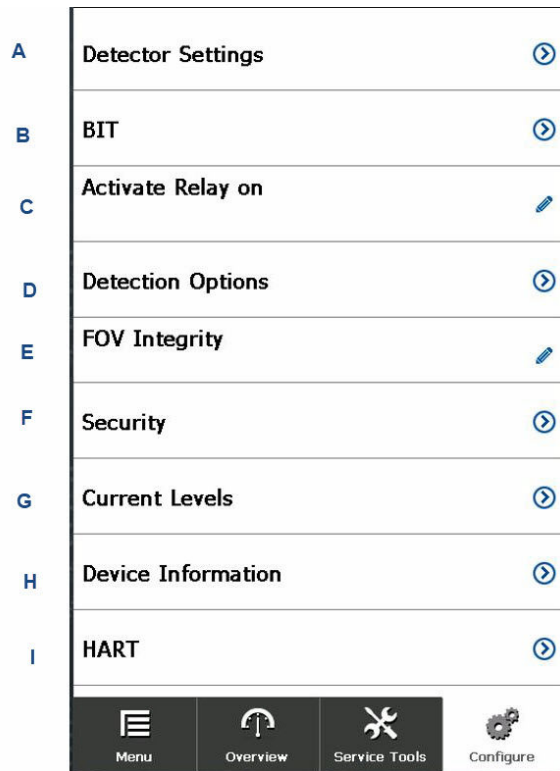 A Detector Settings
B BIT
C Activate Relay on
D Detection Options
E FOV Integrity
F Security
G Current Levels
H Device Information
I HART
Menu Overview Service Tools Configure